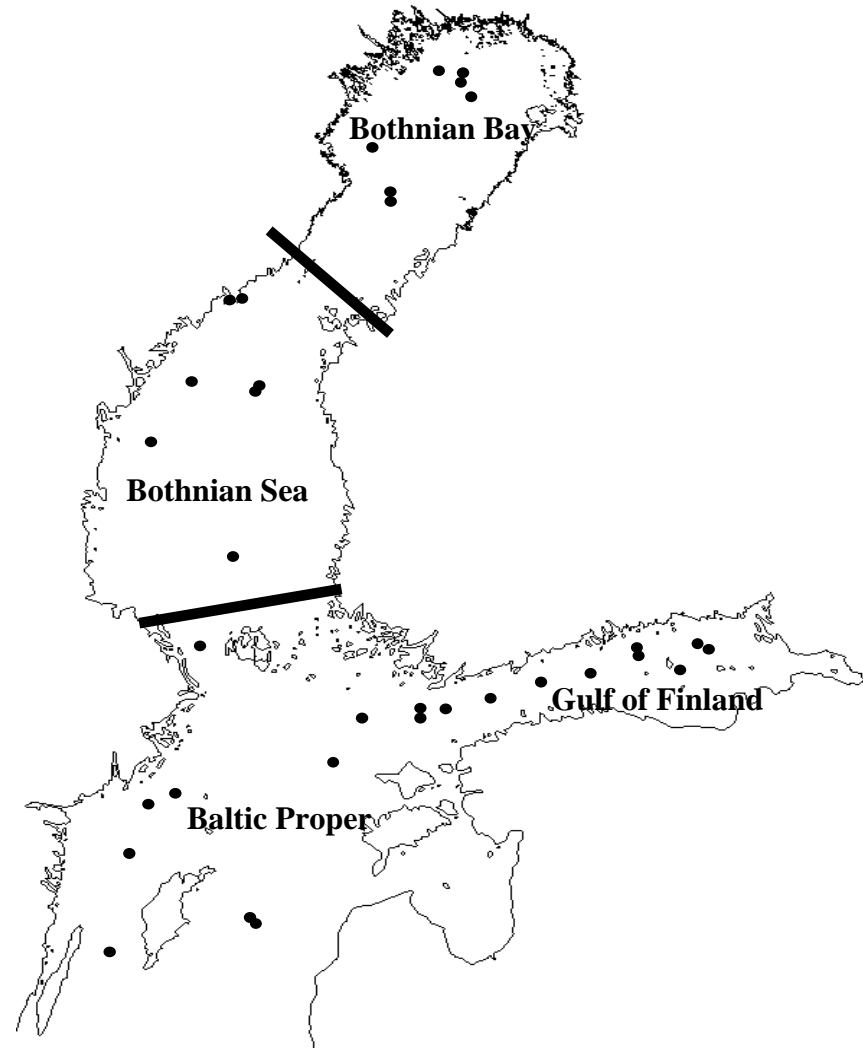 Bothnian Bay
Bothnian Sea
Gulf of Finland
Baltic Proper